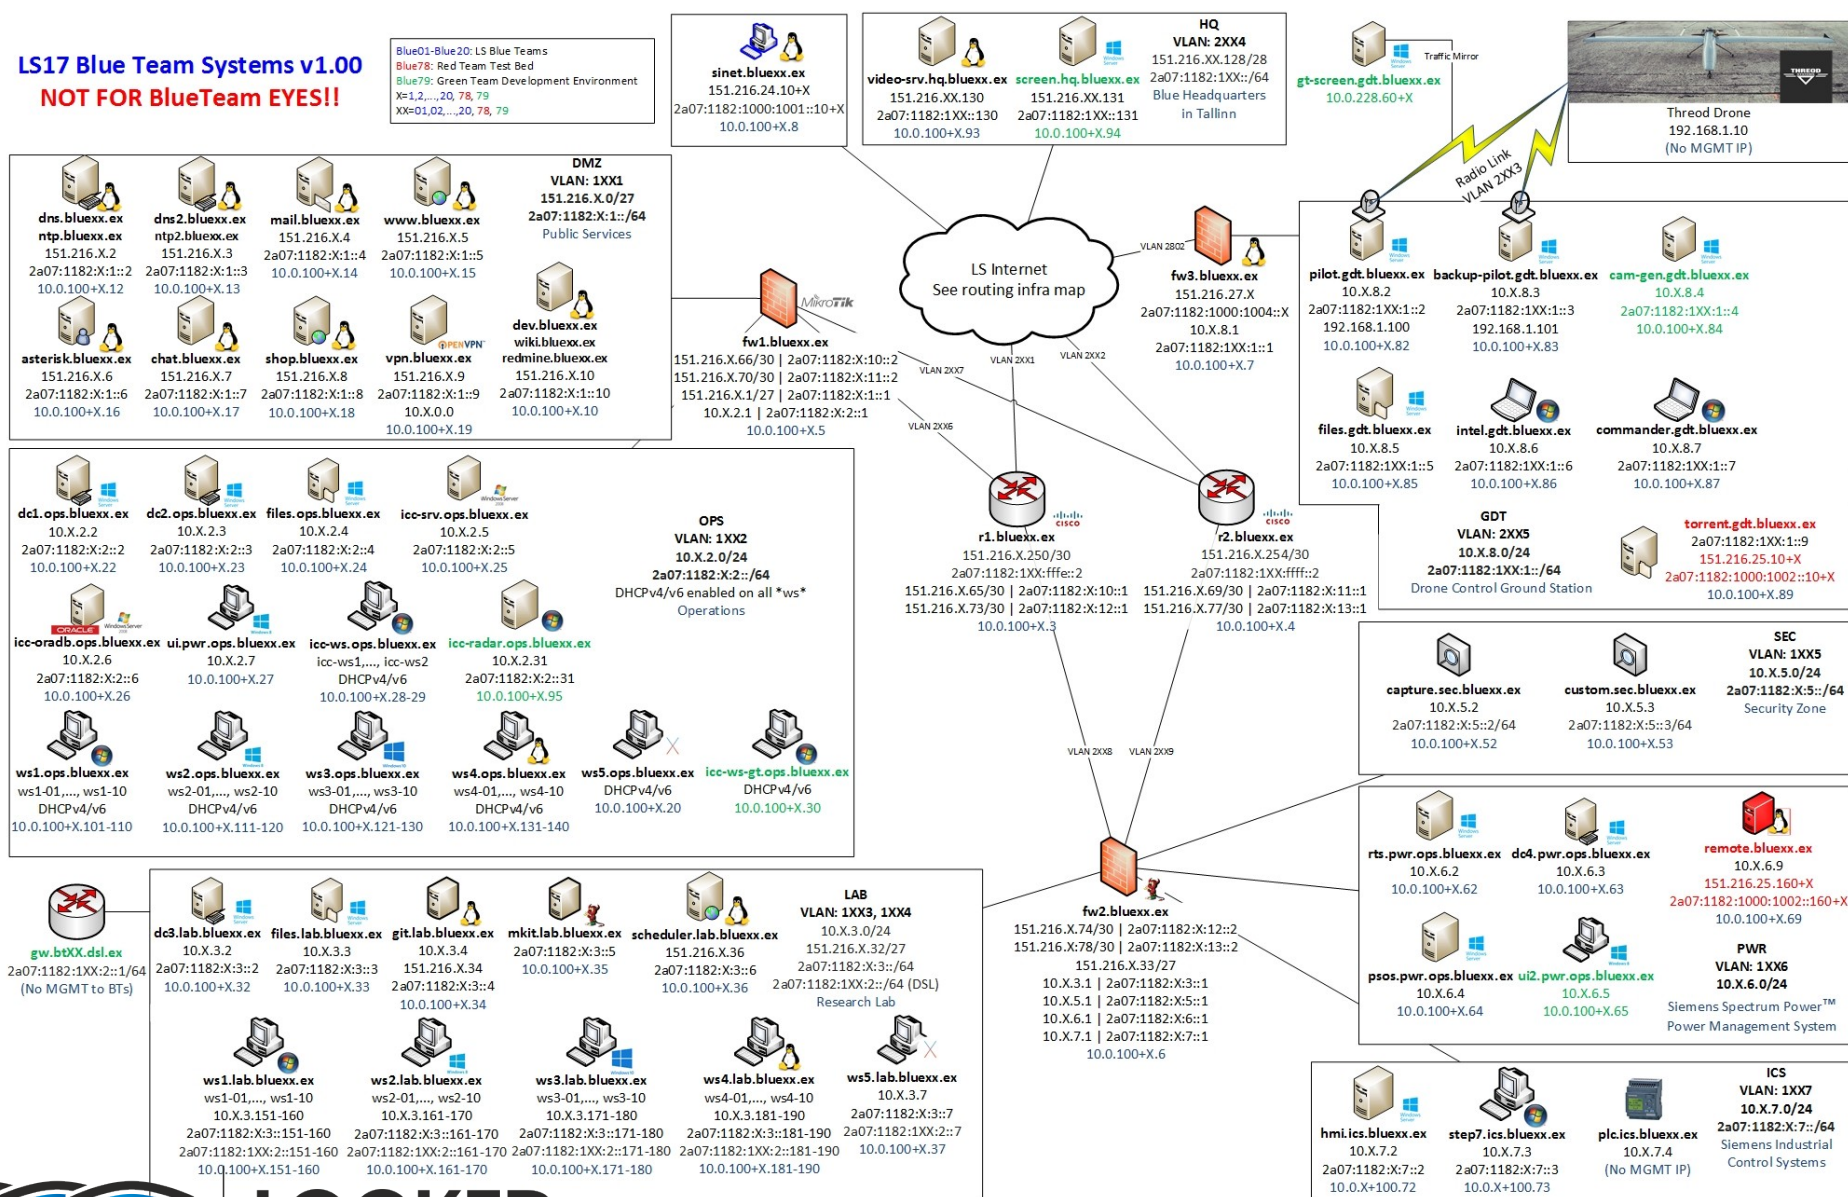 LS17 Blue Team Systems v1.00
NOT FOR BlueTeam EYES!!
Blue01-Blue20: LS Blue Teams
Blue78: Red Team Test Bed
Blue79: Green Team Development Environment
X=1,2,...,20, 78, 79
XX=01,02,...,20, 78, 79
sinet.bluexx.ex
151.216.24.10+X
2a07:1182:1000:1001::10+X
10.0.100+X.8
video-srv.hq.bluexx.ex
151.216.XX.130
2a07:1182:1XX::130
10.0.100+X.93
screen.hq.bluexx.ex
151.216.XX.131
2a07:1182:1XX::131
10.0.100+X.94
HQ
VLAN: 2XX4
151.216.XX.128/28
2a07:1182:1XX::/64
Blue Headquarters
in Tallinn
gt-screen.gdt.bluexx.ex
10.0.228.60+X
Traffic Mirror
THREOD
Threod Drone
192.168.1.10
(No MGMT IP)
Radio Link
VLAN 2XX3
DMZ
VLAN: 1XX1
151.216.X.0/27
2a07:1182:X:1::/64
Public Services
dns.bluexx.ex
ntp.bluexx.ex
151.216.X.2
2a07:1182:X:1::2
10.0.100+X.12
dns2.bluexx.ex
ntp2.bluexx.ex
151.216.X.3
2a07:1182:X:1::3
10.0.100+X.13
mail.bluexx.ex
151.216.X.4
2a07:1182:X:1::4
10.0.100+X.14
www.bluexx.ex
151.216.X.5
2a07:1182:X:1::5
10.0.100+X.15
asterisk.bluexx.ex
151.216.X.6
2a07:1182:X:1::6
10.0.100+X.16
chat.bluexx.ex
151.216.X.7
2a07:1182:X:1::7
10.0.100+X.17
shop.bluexx.ex
151.216.X.8
2a07:1182:X:1::8
10.0.100+X.18
OPENVPN
vpn.bluexx.ex
151.216.X.9
2a07:1182:X:1::9
10.X.0.0
10.0.100+X.19
dev.bluexx.ex
wiki.bluexx.ex
redmine.bluexx.ex
151.216.X.10
2a07:1182:X:1::10
10.0.100+X.10
MikroTik
fw1.bluexx.ex
151.216.X.66/30 | 2a07:1182:X:10::2
151.216.X.70/30 | 2a07:1182:X:11::2
151.216.X.1/27 | 2a07:1182:X:1::1
10.X.2.1 | 2a07:1182:X:2::1
10.0.100+X.5
LS Internet
See routing infra map
VLAN 2802
VLAN 2XX1
VLAN 2XX2
VLAN 2XX7
VLAN 2XX6
fw3.bluexx.ex
151.216.27.X
2a07:1182:1000:1004::X
10.X.8.1
2a07:1182:1XX:1::1
10.0.100+X.7
pilot.gdt.bluexx.ex
10.X.8.2
2a07:1182:1XX:1::2
192.168.1.100
10.0.100+X.82
backup-pilot.gdt.bluexx.ex
10.X.8.3
2a07:1182:1XX:1::3
192.168.1.101
10.0.100+X.83
cam-gen.gdt.bluexx.ex
10.X.8.4
2a07:1182:1XX:1::4
10.0.100+X.84
files.gdt.bluexx.ex
10.X.8.5
2a07:1182:1XX:1::5
10.0.100+X.85
intel.gdt.bluexx.ex
10.X.8.6
2a07:1182:1XX:1::6
10.0.100+X.86
commander.gdt.bluexx.ex
10.X.8.7
2a07:1182:1XX:1::7
10.0.100+X.87
GDT
VLAN: 2XX5
10.X.8.0/24
2a07:1182:1XX:1::/64
Drone Control Ground Station
torrent.gdt.bluexx.ex
2a07:1182:1XX:1::9
151.216.25.10+X
2a07:1182:1000:1002::10+X
10.0.100+X.89
dc1.ops.bluexx.ex
10.X.2.2
2a07:1182:X:2::2
10.0.100+X.22
dc2.ops.bluexx.ex
10.X.2.3
2a07:1182:X:2::3
10.0.100+X.23
files.ops.bluexx.ex
10.X.2.4
2a07:1182:X:2::4
10.0.100+X.24
icc-srv.ops.bluexx.ex
10.X.2.5
2a07:1182:X:2::5
10.0.100+X.25
OPS
VLAN: 1XX2
10.X.2.0/24
2a07:1182:X:2::/64
DHCPv4/v6 enabled on all *ws*
Operations
ORACLE
icc-oradb.ops.bluexx.ex
10.X.2.6
2a07:1182:X:2::6
10.0.100+X.26
ui.pwr.ops.bluexx.ex
10.X.2.7
10.0.100+X.27
icc-ws.ops.bluexx.ex
icc-ws1,..., icc-ws2
DHCPv4/v6
10.0.100+X.28-29
icc-radar.ops.bluexx.ex
10.X.2.31
2a07:1182:X:2::31
10.0.100+X.95
ws1.ops.bluexx.ex
ws1-01,..., ws1-10
DHCPv4/v6
10.0.100+X.101-110
ws2.ops.bluexx.ex
ws2-01,..., ws2-10
DHCPv4/v6
10.0.100+X.111-120
ws3.ops.bluexx.ex
ws3-01,..., ws3-10
DHCPv4/v6
10.0.100+X.121-130
ws4.ops.bluexx.ex
ws4-01,..., ws4-10
DHCPv4/v6
10.0.100+X.131-140
ws5.ops.bluexx.ex
DHCPv4/v6
10.0.100+X.20
icc-ws-gt.ops.bluexx.ex
DHCPv4/v6
10.0.100+X.30
CISCO
r1.bluexx.ex
151.216.X.250/30
2a07:1182:1XX:fffe::2
151.216.X.65/30 | 2a07:1182:X:10::1
151.216.X.73/30 | 2a07:1182:X:12::1
10.0.100+X.3
CISCO
r2.bluexx.ex
151.216.X.254/30
2a07:1182:1XX:ffff::2
151.216.X.69/30 | 2a07:1182:X:11::1
151.216.X.77/30 | 2a07:1182:X:13::1
10.0.100+X.4
VLAN 2XX8
VLAN 2XX9
capture.sec.bluexx.ex
10.X.5.2
2a07:1182:X:5::2/64
10.0.100+X.52
custom.sec.bluexx.ex
10.X.5.3
2a07:1182:X:5::3/64
10.0.100+X.53
SEC
VLAN: 1XX5
10.X.5.0/24
2a07:1182:X:5::/64
Security Zone
rts.pwr.ops.bluexx.ex
10.X.6.2
10.0.100+X.62
dc4.pwr.ops.bluexx.ex
10.X.6.3
10.0.100+X.63
remote.bluexx.ex
10.X.6.9
151.216.25.160+X
2a07:1182:1000:1002::160+X
10.0.100+X.69
psos.pwr.ops.bluexx.ex
10.X.6.4
10.0.100+X.64
ui2.pwr.ops.bluexx.ex
10.X.6.5
10.0.100+X.65
PWR
VLAN: 1XX6
10.X.6.0/24
Siemens Spectrum Power™
Power Management System
fw2.bluexx.ex
151.216.X.74/30 | 2a07:1182:X:12::2
151.216.X:78/30 | 2a07:1182:X:13::2
151.216.X.33/27
10.X.3.1 | 2a07:1182:X:3::1
10.X.5.1 | 2a07:1182:X:5::1
10.X.6.1 | 2a07:1182:X:6::1
10.X.7.1 | 2a07:1182:X:7::1
10.0.100+X.6
gw.btXX.dsl.ex
2a07:1182:1XX:2::1/64
(No MGMT to BTs)
dc3.lab.bluexx.ex
10.X.3.2
2a07:1182:X:3::2
10.0.100+X.32
files.lab.bluexx.ex
10.X.3.3
2a07:1182:X:3::3
10.0.100+X.33
git.lab.bluexx.ex
10.X.3.4
151.216.X.34
2a07:1182:X:3::4
10.0.100+X.34
mkit.lab.bluexx.ex
2a07:1182:X:3::5
10.0.100+X.35
scheduler.lab.bluexx.ex
151.216.X.36
2a07:1182:X:3::6
10.0.100+X.36
LAB
VLAN: 1XX3, 1XX4
10.X.3.0/24
151.216.X.32/27
2a07:1182:X:3::/64
2a07:1182:1XX:2::/64 (DSL)
Research Lab
ws1.lab.bluexx.ex
ws1-01,..., ws1-10
10.X.3.151-160
2a07:1182:X:3::151-160
2a07:1182:1XX:2::151-160
10.0.100+X.151-160
ws2.lab.bluexx.ex
ws2-01,..., ws2-10
10.X.3.161-170
2a07:1182:X:3::161-170
2a07:1182:1XX:2::161-170
10.0.100+X.161-170
ws3.lab.bluexx.ex
ws3-01,..., ws3-10
10.X.3.171-180
2a07:1182:X:3::171-180
2a07:1182:1XX:2::171-180
10.0.100+X.171-180
ws4.lab.bluexx.ex
ws4-01,..., ws4-10
10.X.3.181-190
2a07:1182:X:3::181-190
2a07:1182:1XX:2::181-190
10.0.100+X.181-190
ws5.lab.bluexx.ex
10.X.3.7
2a07:1182:X:3::7
2a07:1182:1XX:2::7
10.0.100+X.37
hmi.ics.bluexx.ex
10.X.7.2
2a07:1182:X:7::2
10.0.X+100.72
step7.ics.bluexx.ex
10.X.7.3
2a07:1182:X:7::3
10.0.X+100.73
plc.ics.bluexx.ex
10.X.7.4
(No MGMT IP)
ICS
VLAN: 1XX7
10.X.7.0/24
2a07:1182:X:7::/64
Siemens Industrial
Control Systems
LOCKED